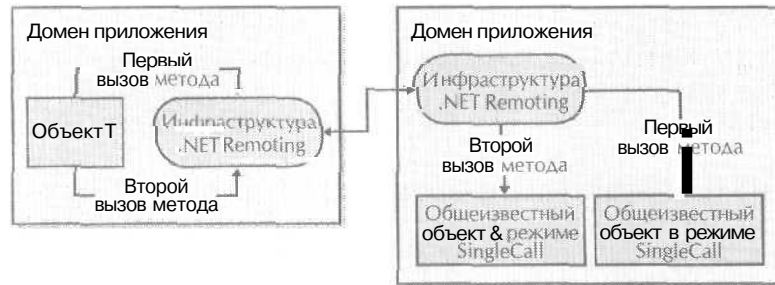 Домен приложения
Первый
вызов метода
Объект Т
Инфраструктура
.NET Remoting
Второй
вызов метода
Домен приложения
Инфраструктура
.NET Remoting
Второй
вызов метода
Первый
вызов метода
Общеизвестный
объект & режиме
SingleCall
Общеизвестный
объект в режиме
SingleCall